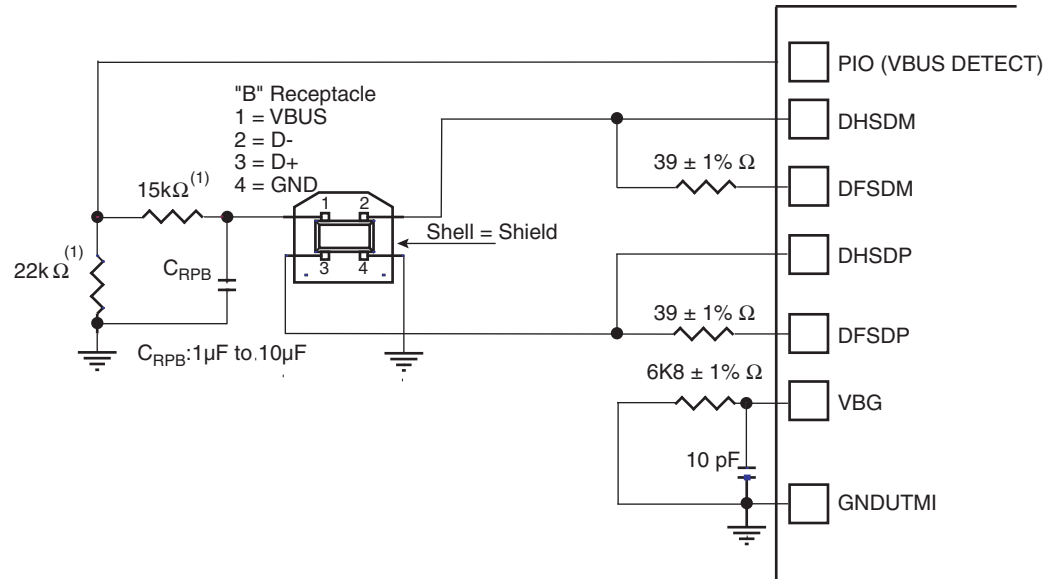 PIO (VBUS DETECT)
"B" Receptacle
1 = VBUS
2 = D-
3 = D+
4 = GND
DHSDM
39 ± 1% Ω
DFSDM
15kΩ(1)
1 2
Shell = Shield
DHSDP
22kΩ(1)
CRPB
3 4
39 ± 1% Ω
DFSDP
CRPB:1µF to 10µF
6K8 ± 1% Ω
VBG
10 pF
GNDUTMI